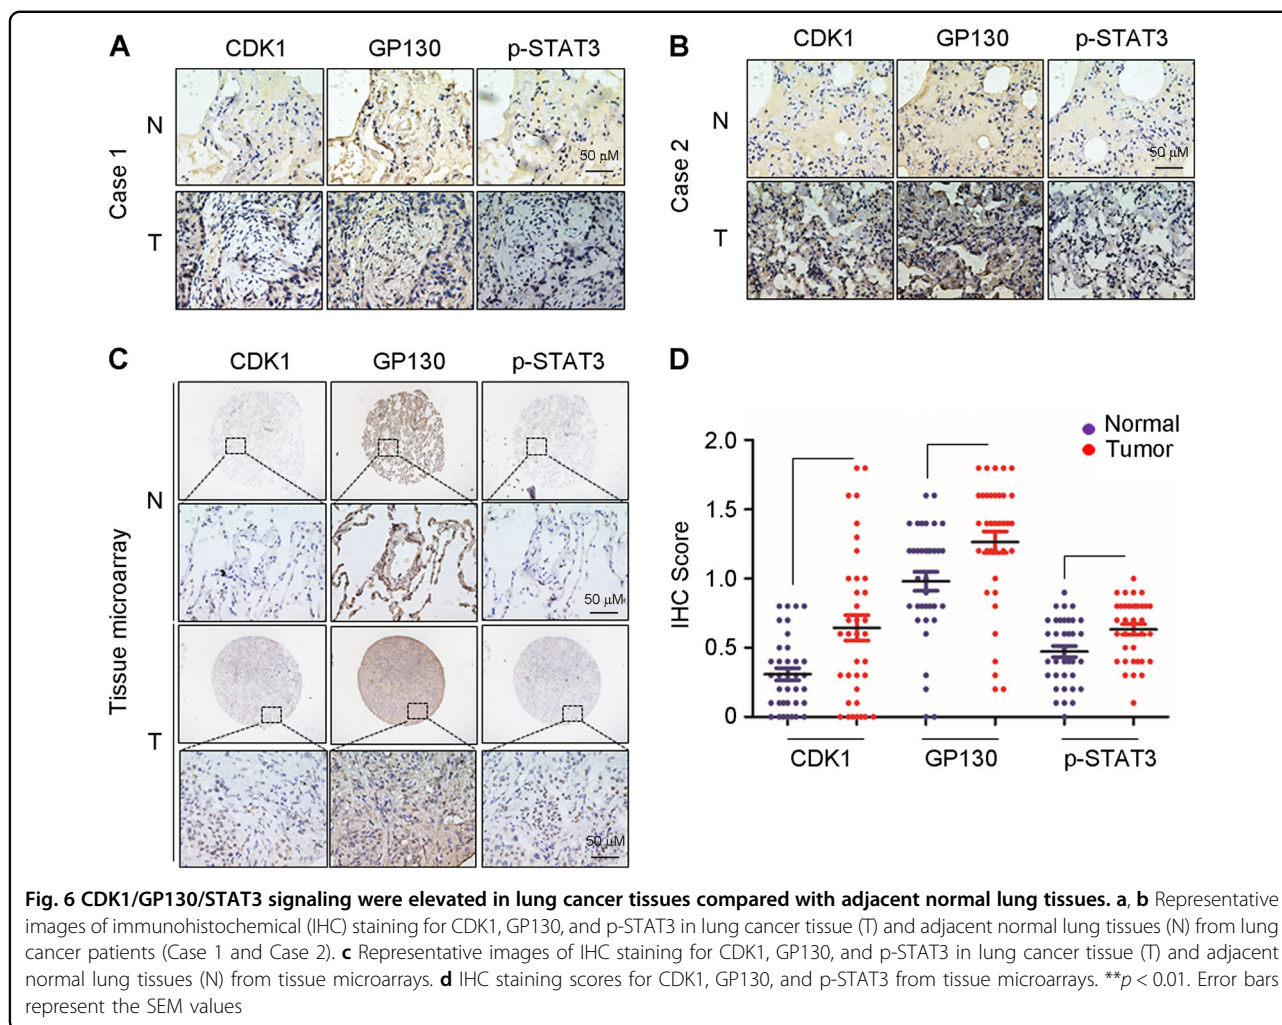 A
CDK1 GP130 p-STAT3
Case 1
N
50 µM
T
B
CDK1 GP130 p-STAT3
Case 2
N
50 µM
T
C
CDK1 GP130 p-STAT3
Tissue microarray
N
50 µM
T
50 µM
D
Normal
Tumor
IHC Score
2.0
1.5
1.0
0.5
0
CDK1 GP130 p-STAT3
Fig. 6 CDK1/GP130/STAT3 signaling were elevated in lung cancer tissues compared with adjacent normal lung tissues. a, b Representative
images of immunohistochemical (IHC) staining for CDK1, GP130, and p-STAT3 in lung cancer tissue (T) and adjacent normal lung tissues (N) from lung
cancer patients (Case 1 and Case 2). c Representative images of IHC staining for CDK1, GP130, and p-STAT3 in lung cancer tissue (T) and adjacent
normal lung tissues (N) from tissue microarrays. d IHC staining scores for CDK1, GP130, and p-STAT3 from tissue microarrays. **p < 0.01. Error bars
represent the SEM values